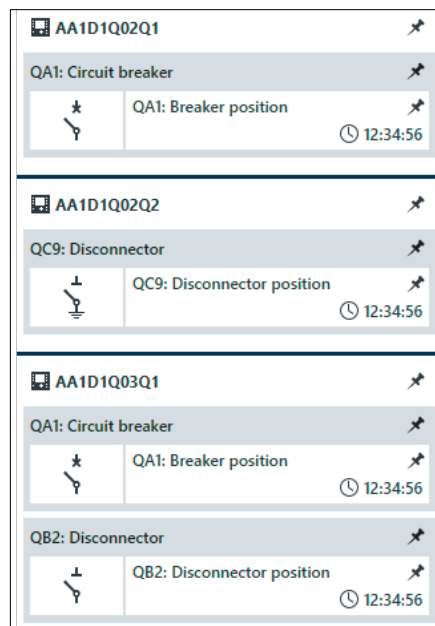 AA1D1Q02Q1
QA1: Circuit breaker
QA1: Breaker position
12:34:56
AA1D1Q02Q2
QC9: Disconnector
QC9: Disconnector position
12:34:56
AA1D1Q03Q1
QA1: Circuit breaker
QA1: Breaker position
12:34:56
QB2: Disconnector
QB2: Disconnector position
12:34:56